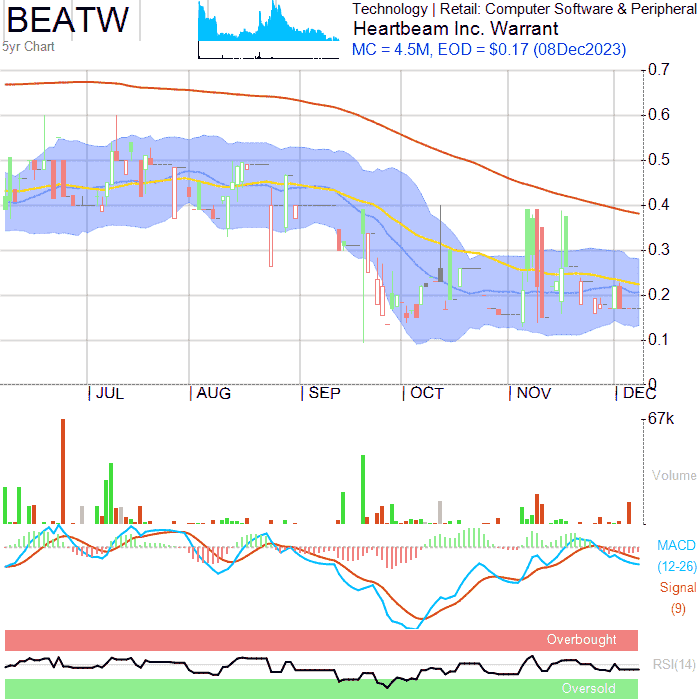 BEATW
5yr Chart
Technology | Retail: Computer Software & Peripheral
Heartbeam Inc. Warrant
MC = 4.5M, EOD = $0.17 (08Dec2023)
0.7
0.6
0.5
0.4
0.3
0.2
0.1
0
JUL AUG SEP OCT NOV DEC
67k
Volume
MACD
(12-26)
Signal
(9)
Overbought
RSI(14)
Oversold